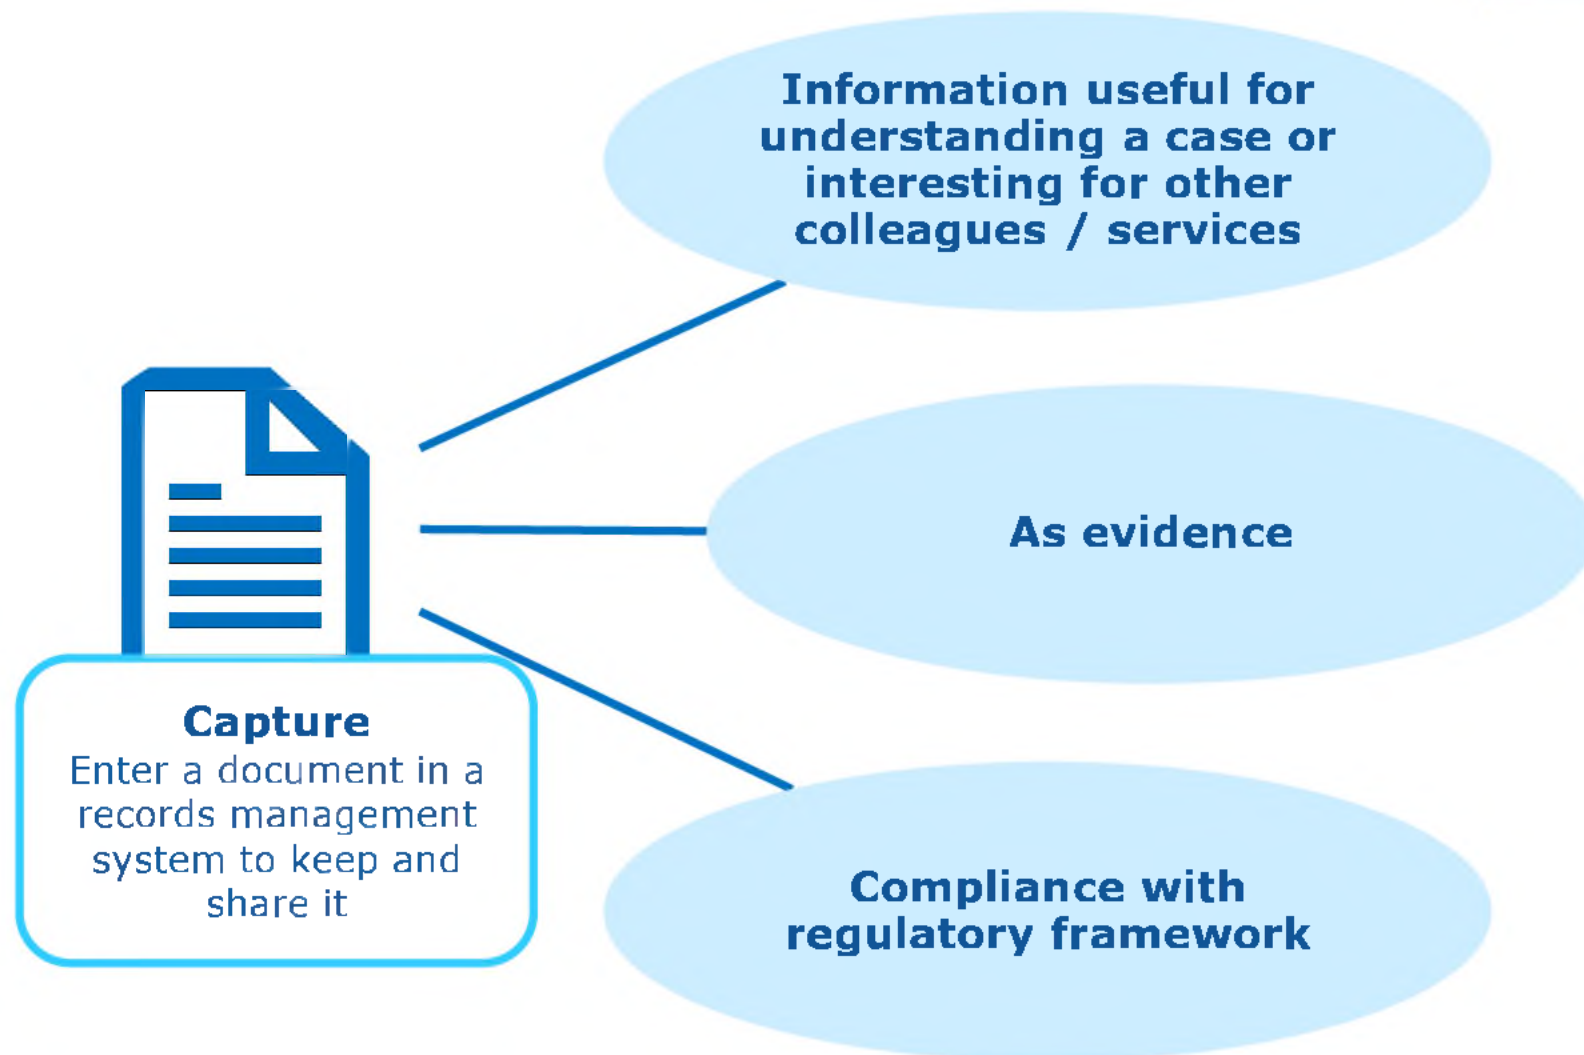 Information useful for
understanding a case or
interesting for other
colleagues / services
As evidence
Capture
Enter a document in a
records management
system to keep and
share it
Compliance with
regulatory framework